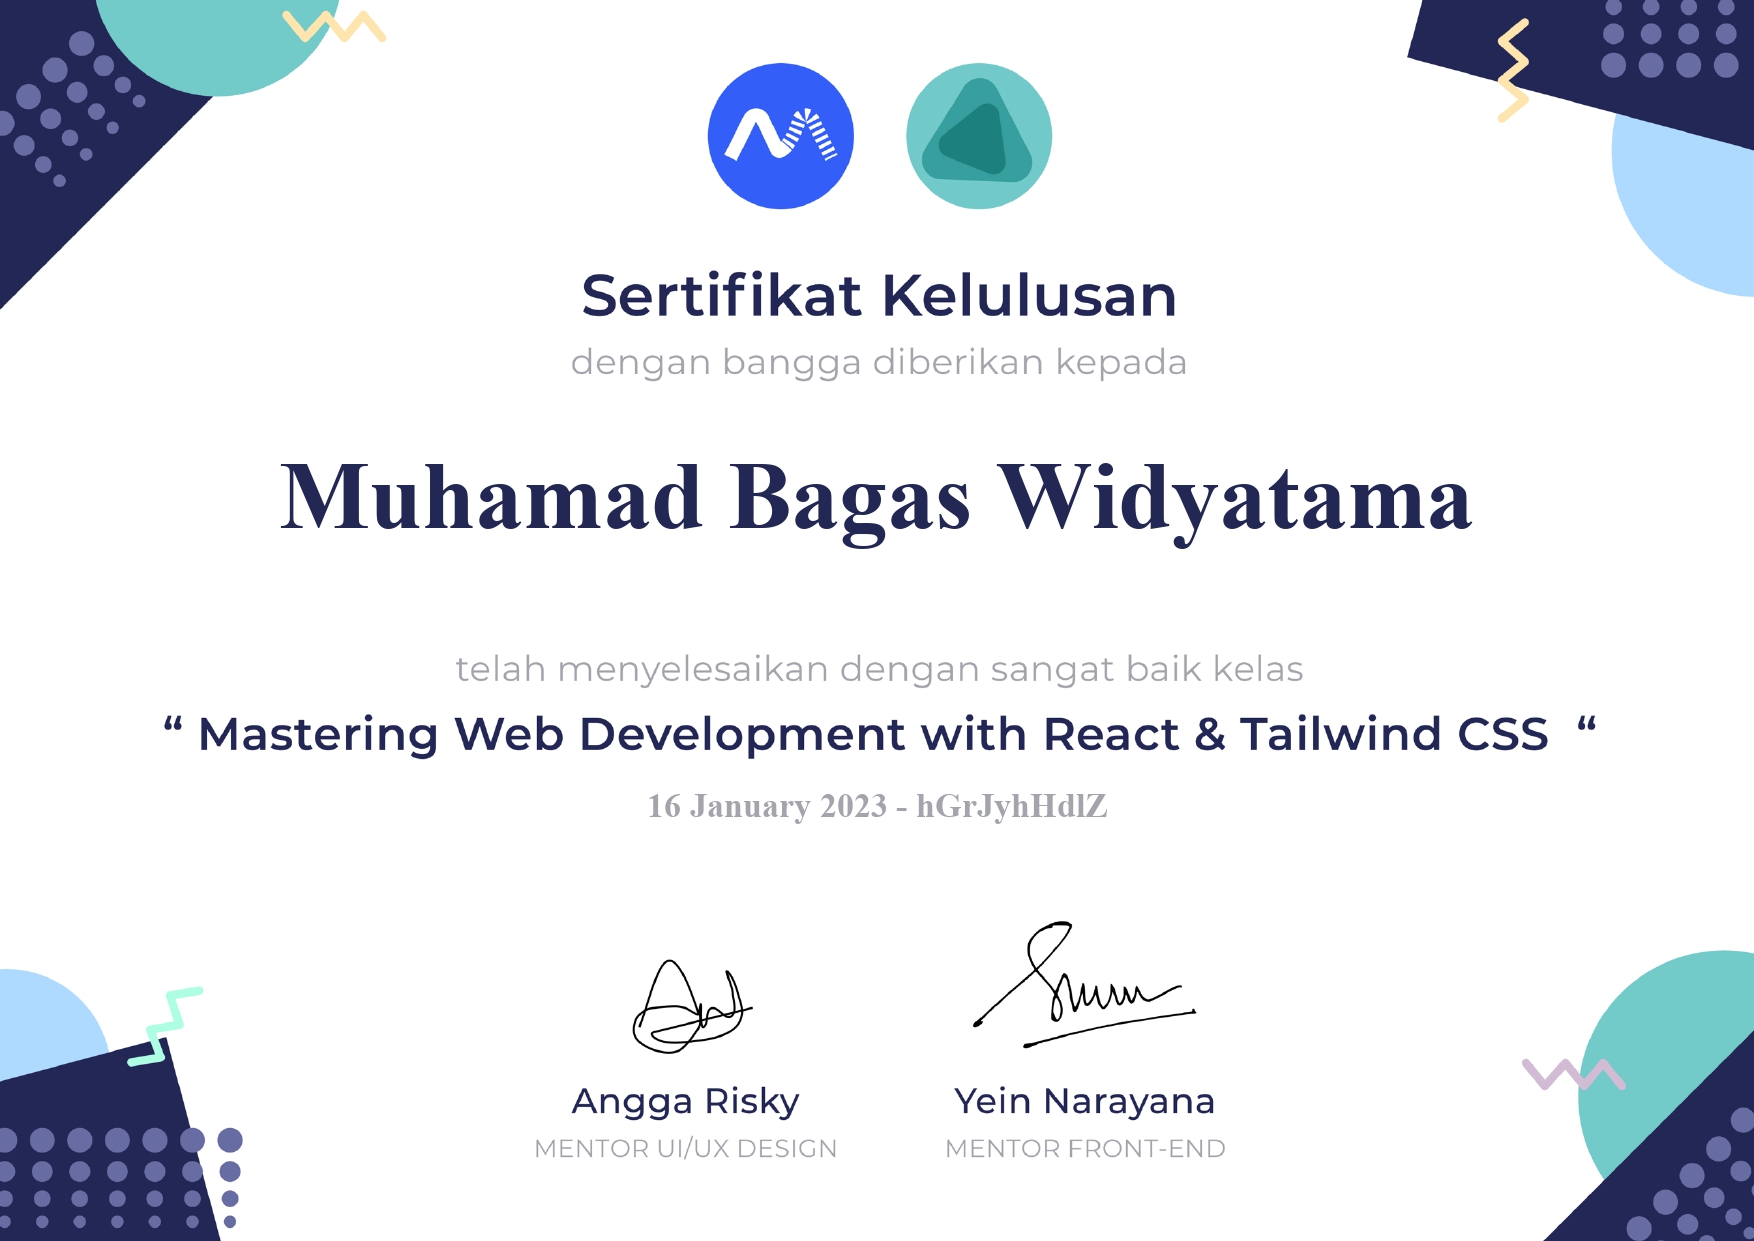 Sertifikat Kelulusan
dengan bangga diberikan kepada
Muhamad Bagas Widyatama
telah menyelesaikan dengan sangat baik kelas
“ Mastering Web Development with React & Tailwind CSS “
16 January 2023 - hGrJyhHdlZ
Angga Risky Yein Narayana
MENTOR UI/UX DESIGN MENTOR FRONT-END